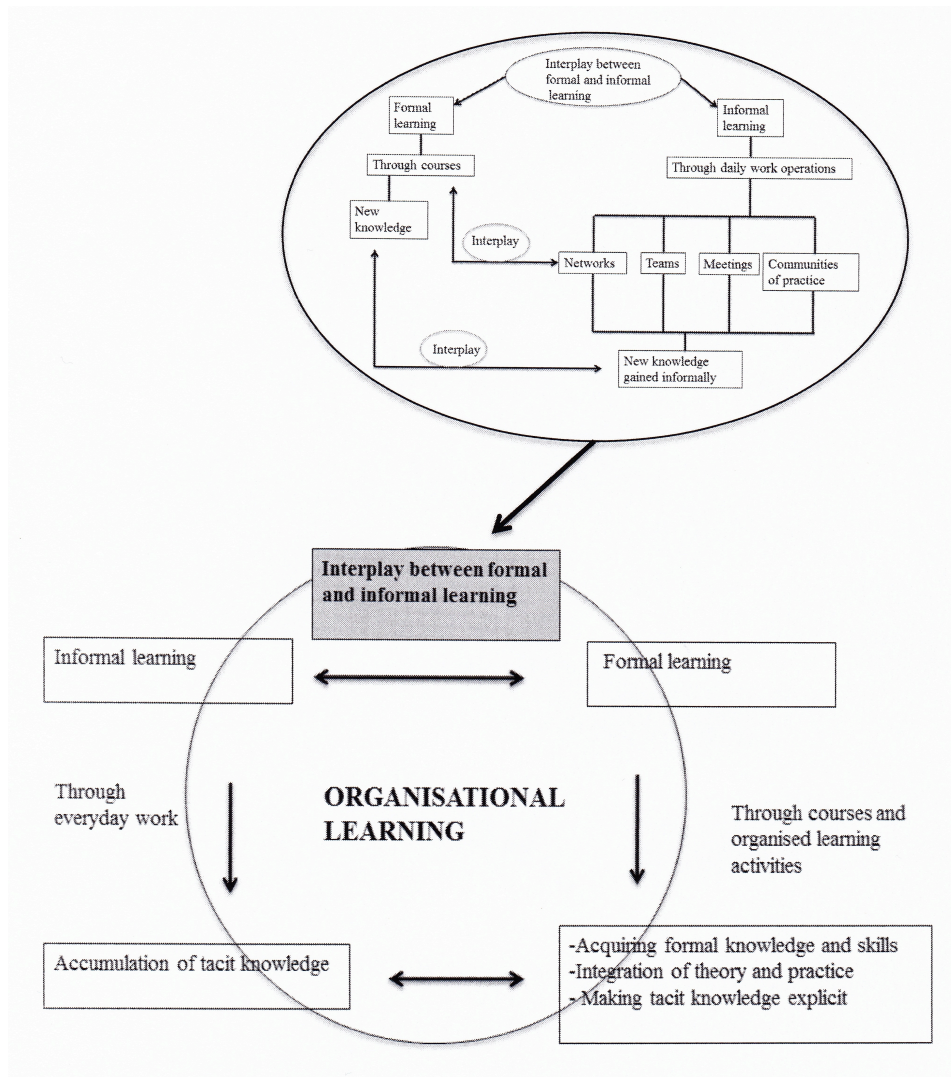 Interplay between
formal and informal
learning
Formal
learning
Informal
learning
Through courses
Through daily work operations
New
knowledge
Interplay
Networks
Teams
Meetings
Communities
of practice
Interplay
New knowledge
gained informally
Interplay between formal
and informal learning
Informal learning
Formal learning
Through
everyday work
ORGANISATIONAL
LEARNING
Through courses and
organised learning
activities
Accumulation of tacit knowledge
-Acquiring formal knowledge and skills
-Integration of theory and practice
- Making tacit knowledge explicit